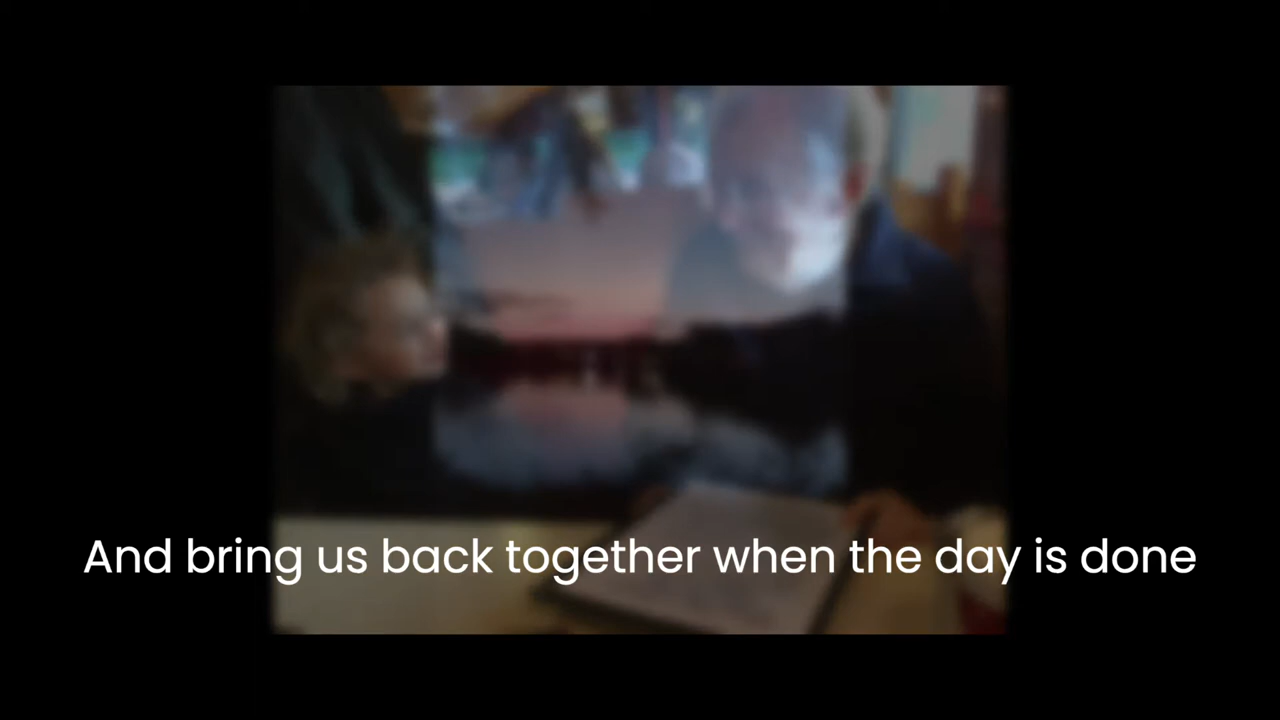 And bring us back together when the day is done